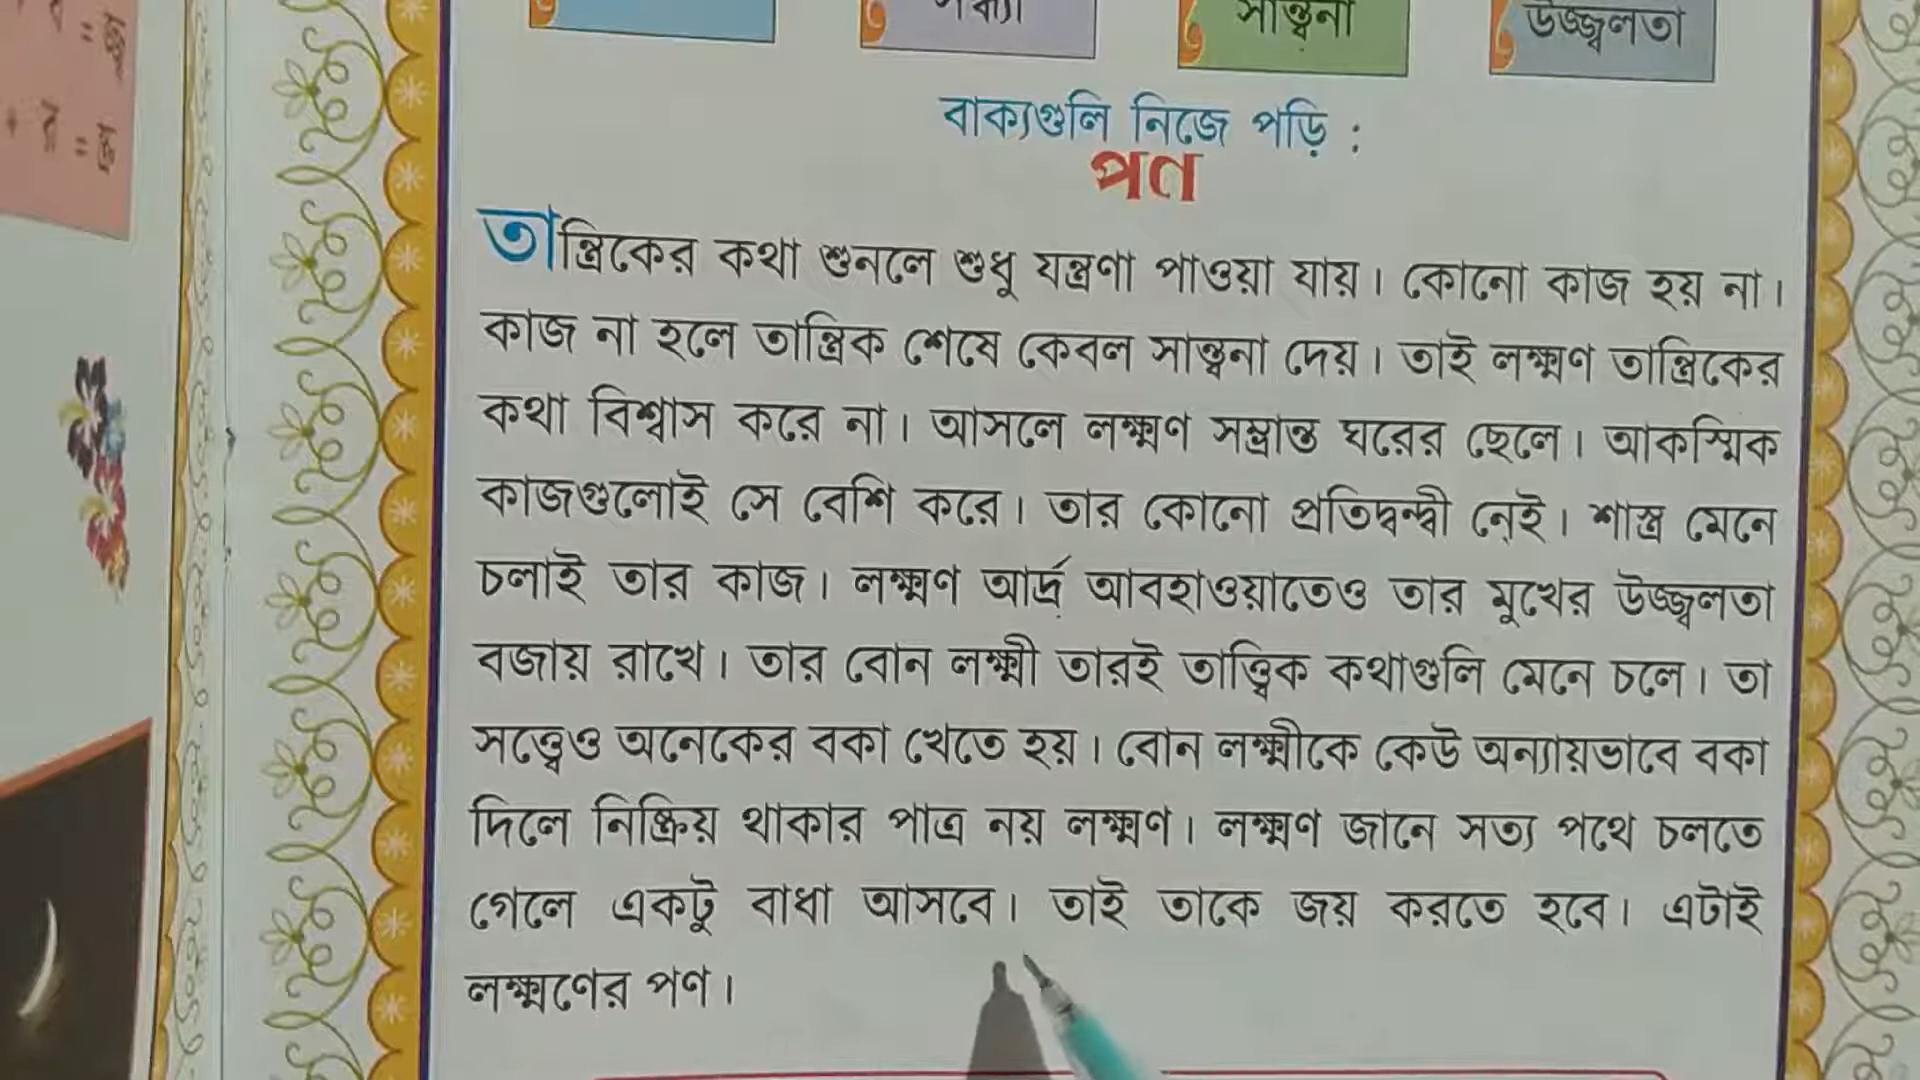 সান্ত্বনা
উজ্জ্বলতা
বাক্যগুলি নিজে পড়ি :
পণ
তান্ত্রিকের কথা শুনলে শুধু যন্ত্রণা পাওয়া যায়। কোনো কাজ হয় না।
কাজ না হলে তান্ত্রিক শেষে কেবল সান্ত্বনা দেয়। তাই লক্ষ্মণ তান্ত্রিকের
কথা বিশ্বাস করে না। আসলে লক্ষ্মণ সম্ভ্রান্ত ঘরের ছেলে। আকস্মিক
কাজগুলোই সে বেশি করে। তার কোনো প্রতিদ্বন্দ্বী নেই। শাস্ত্র মেনে
চলাই তার কাজ। লক্ষ্মণ আর্দ্র আবহাওয়াতেও তার মুখের উজ্জ্বলতা
বজায় রাখে। তার বোন লক্ষ্মী তারই তাত্ত্বিক কথাগুলি মেনে চলে। তা
সত্ত্বেও অনেকের বকা খেতে হয়। বোন লক্ষ্মীকে কেউ অন্যায়ভাবে বকা
দিলে নিষ্ক্রিয় থাকার পাত্র নয় লক্ষ্মণ। লক্ষ্মণ জানে সত্য পথে চলতে
গেলে একটু বাধা আসবে। তাই তাকে জয় করতে হবে। এটাই
লক্ষ্মণের পণ।